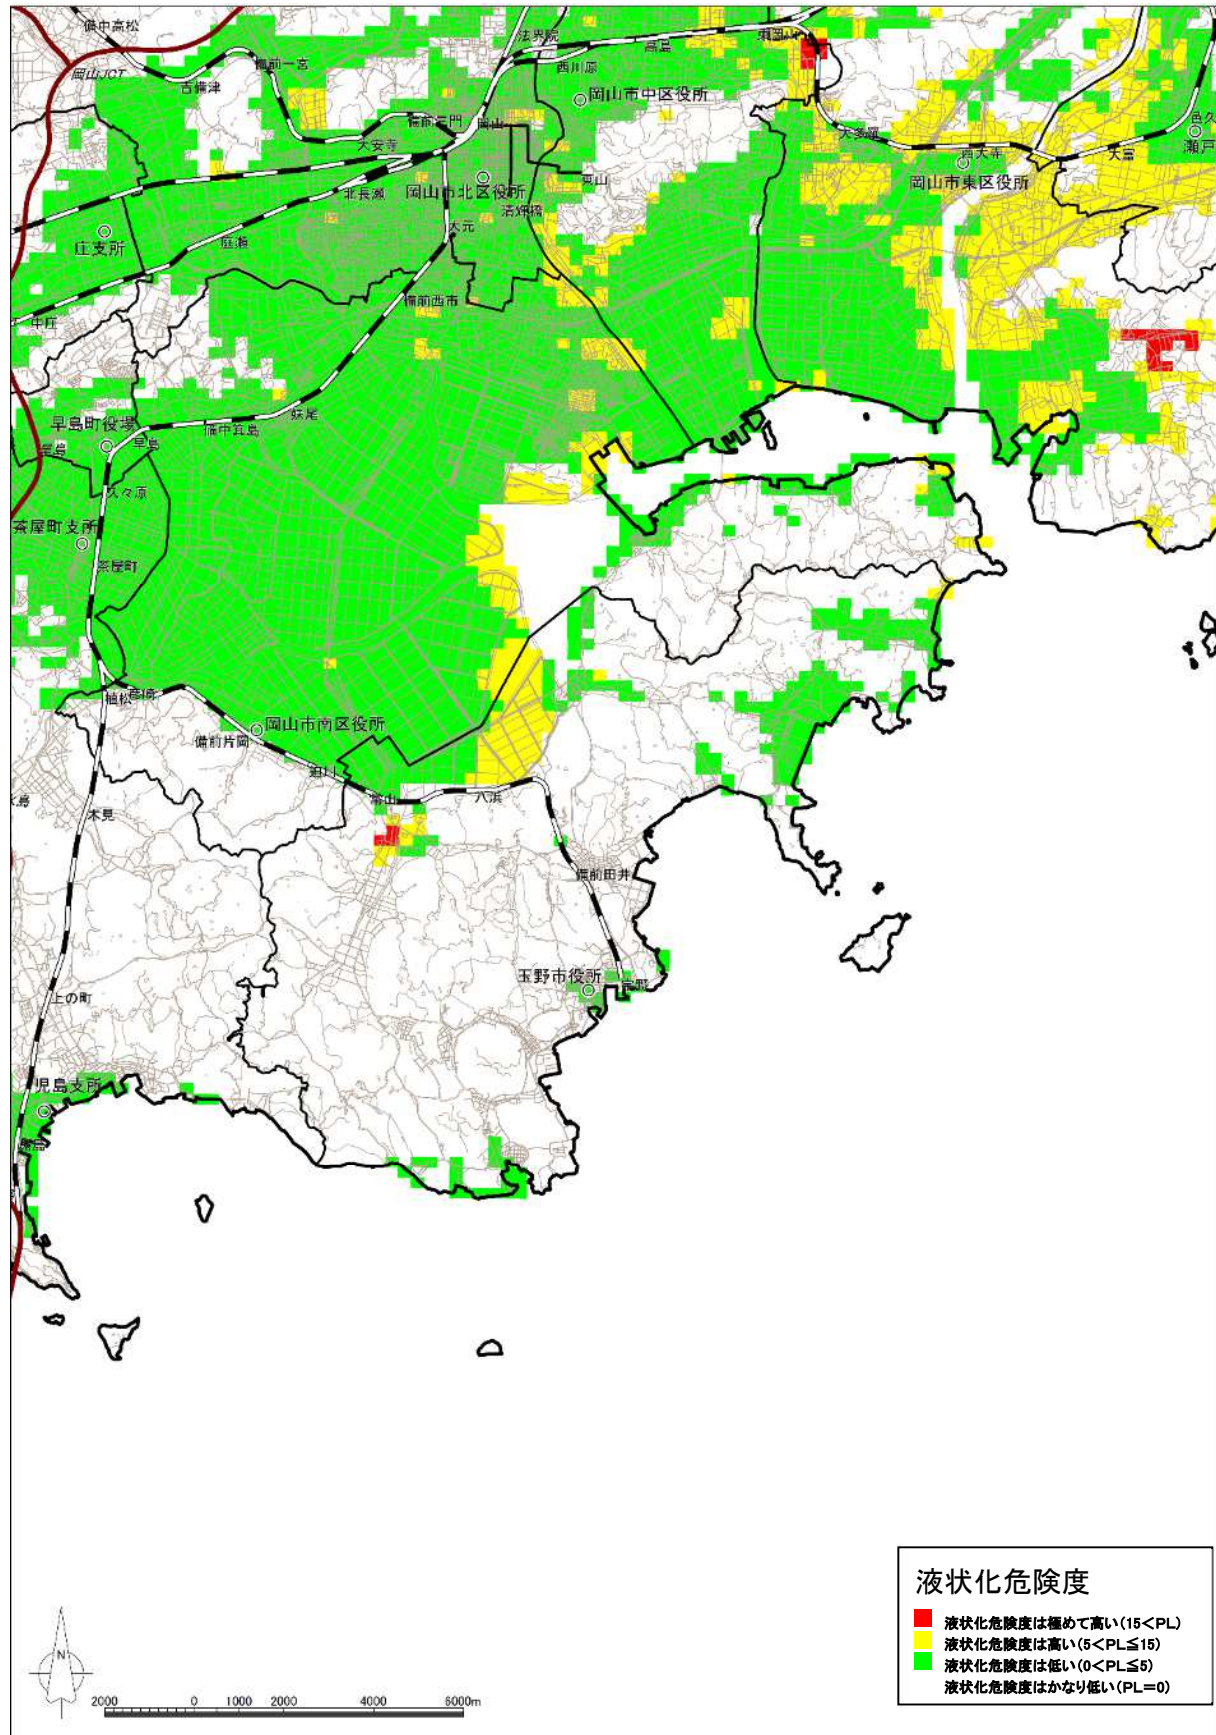 備中高松
法界院
高島
東岡山
岡山JCT
備前一宮
西川原
吉備津
岡山市中区役所
備前三門
岡山
邑久
大安寺
大多羅
西大寺
大富
瀬戸
北長瀬
岡山市北区役所
東山
岡山市東区役所
清輝橋
大元
庄支所
庭瀬
備前西市
中庄
妹尾
早島町役場
備中箕島
早島
久々原
茶屋町支所
茶屋町
植松
彦崎
岡山市南区役所
備前片岡
迫川
常山
八浜
木見
備前田井
玉野市役所
宇野
上の町
児島支所
児島
液状化危険度
液状化危険度は極めて高い(15<PL)
液状化危険度は高い(5<PL≦15)
液状化危険度は低い(0<PL≦5)
液状化危険度はかなり低い(PL=0)
N
2000 0 1000 2000 4000 6000m